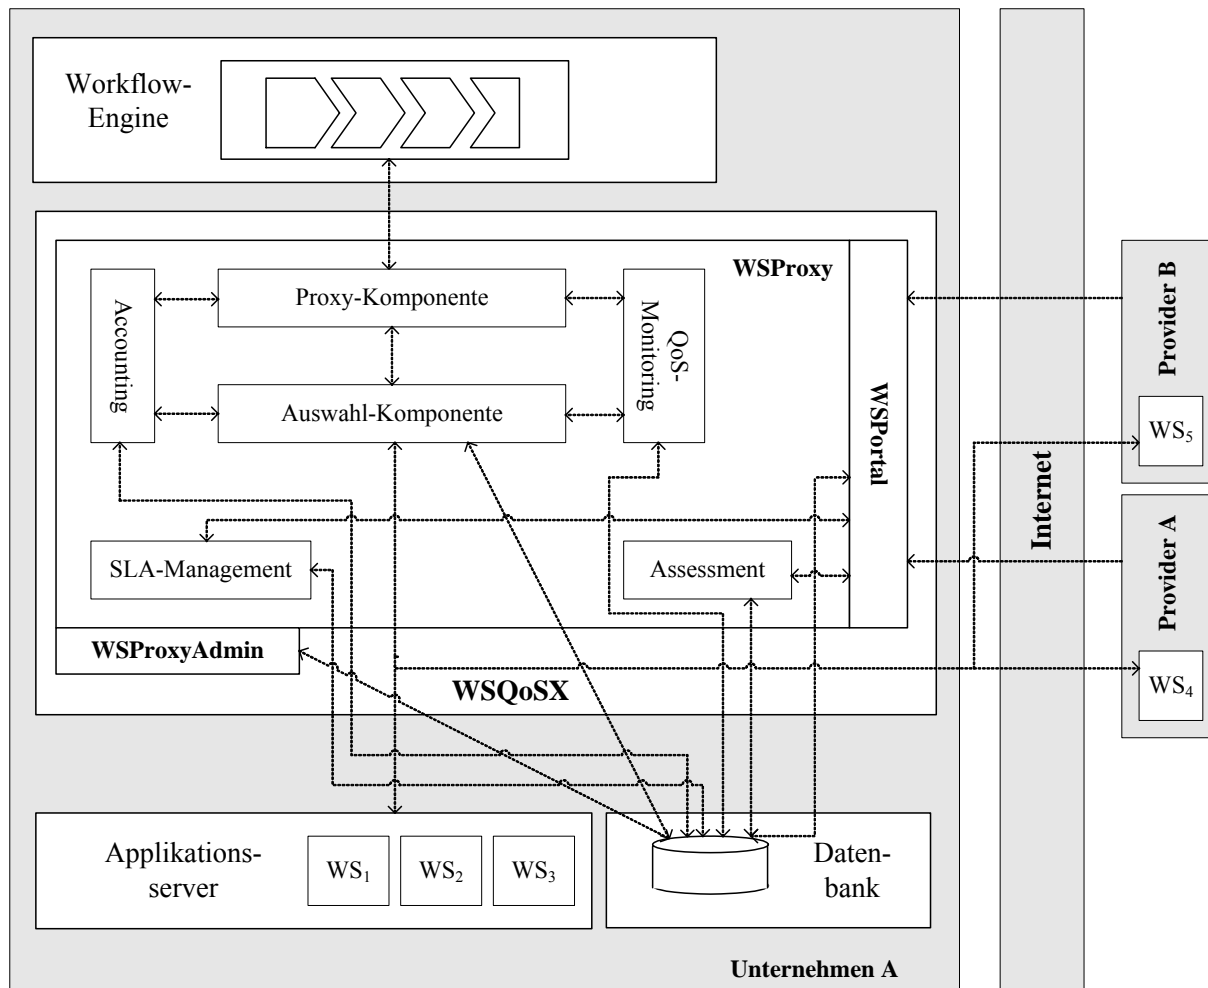 Workflow-
Engine
WSProxy
Proxy-Komponente
Accounting
QoS-
Monitoring
Auswahl-Komponente
WSPortal
SLA-Management
Assessment
WSProxyAdmin
WSQoSX
Applikations-
server
WS₁
WS₂
WS₃
Daten-
bank
Unternehmen A
Internet
Provider B
WS₅
Provider A
WS₄